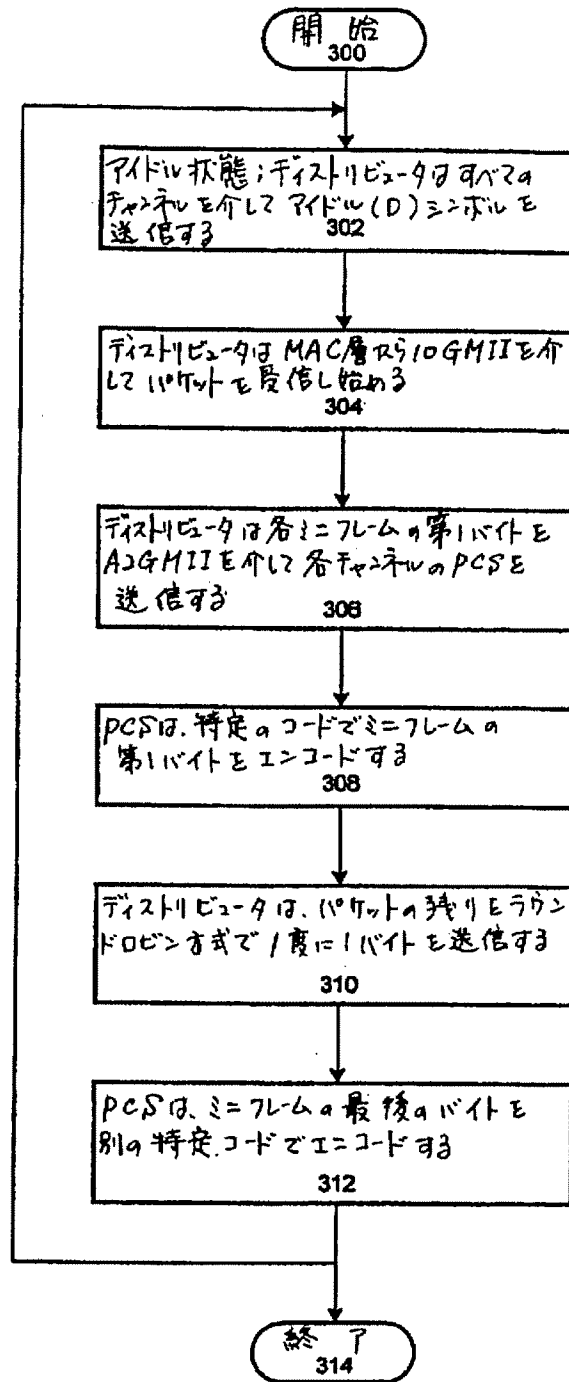 開始
300
アイドル状態;ディストリビュータはすべての
チャンネルを介してアイドル(D)シンボルを
送信する
302
ディストリビュータはMAC層から10GMIIを介
してパケットを受信し始める
304
ディストリビュータは各ミニフレームの第1バイトを
A2GMIIを介して各チャンネルのPCSを
送信する
306
PCSは、特定のコードでミニフレームの
第1バイトをエンコードする
308
ディストリビュータは、パケットの残りをラウン
ドロビン方式で1度に1バイトを送信する
310
PCSは、ミニフレームの最後のバイトを
別の特定コードでエンコードする
312
終了
314